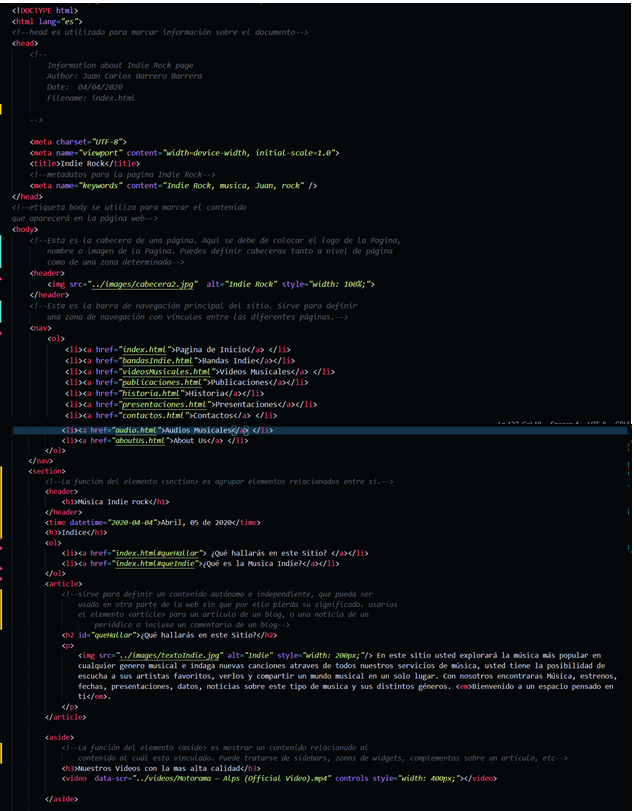 <!DOCTYPE html>
<html lang="es">
<!--head es utilizado para marcar información sobre el documento-->
<head>
<!--
Information about Indie Rock page
Author: Juan Carlos Barrera Barrera
Date: 04/04/2020
Filename: index.html
-->
<meta charset="UTF-8">
<meta name="viewport" content="width=device-width, initial-scale=1.0">
<title>Indie Rock</title>
<!--metadatos para la pagina Indie Rock-->
<meta name="keywords" content="Indie Rock, musica, Juan, rock" />
</head>
<!--etiqueta body se utiliza para marcar el contenido
que aparecerá en la página web-->
<body>
<!--Esta es la cabecera de una página. Aqui se debe de colocar el logo de la Pagina,
nombre o imagen de la Pagina. Puedes definir cabeceras tanto a nivel de página
como de una zona determinada-->
<header>
<img src="../images/cabecera2.jpg" alt="Indie Rock" style="width: 100%;">
</header>
<!--Esta es la barra de navegación principal del sitio. Sirve para definir
una zona de navegación con vínculos entre las diferentes páginas.-->
<nav>
<ol>
<li><a href="index.html">Pagina de Inicio</a> </li>
<li><a href="bandasIndie.html">Bandas Indie</a></li>
<li><a href="videosMusicales.html">Videos Musicales</a> </li>
<li><a href="publicaciones.html">Publicaciones</a></li>
<li><a href="historia.html">Historia</a></li>
<li><a href="presentaciones.html">Presentaciones</a></li>
<li><a href="contactos.html">Contactos</a> </li>
<li><a href="audio.html">Audios Musicales</a> </li>
<li><a href="aboutUs.html">About Us</a> </li>
</ol>
</nav>
<section>
<!--La función del elemento <section> es agrupar elementos relacionados entre sí.-->
<header>
<h1>Música Indie rock</h1>
</header>
<time datetime="2020-04-04">Abril, 05 de 2020</time>
<h3>Indice</h3>
<ol>
<li><a href="index.html#queHallar"> ¿Qué hallarás en este Sitio? </a></li>
<li><a href="index.html#queIndie">¿Qué es la Musica Indie?</a></li>
</ol>
<article>
<!--sirve para definir un contenido autónomo e independiente, que pueda ser
usado en otra parte de la web sin que por ello pierda su significado. usarías
el elemento <article> para un artículo de un blog, o una noticia de un
periódico o incluso un comentario de un blog-->
<h2 id="queHallar">¿Qué hallarás en este Sitio?</h2>
<p>
<img src="../images/textoIndie.jpg" alt="Indie" style="width: 200px;"/> En este sitio usted explorará la música más popular en
cualquier genero musical e indaga nuevas canciones atraves de todos nuestros servicios de música, usted tiene la posibilidad de
escucha a sus artistas favoritos, verlos y compartir un mundo musical en un solo lugar. Con nosotros encontraras Música, estrenos,
fechas, presentaciones, datos, noticias sobre este tipo de musica y sus distintos géneros. <em>Bienvenido a un espacio pensado en
ti</em>.
</p>
</article>
<aside>
<!--La función del elemento <aside> es mostrar un contenido relacionado al
contenido al cuál esta vinculado. Puede tratarse de sidebars, zonas de widgets, complementos sobre un artículo, etc-->
<h3>Nuestros Videos con la mas alta calidad</h3>
<video data-scr="../videos/Motorama – Alps (Official Video).mp4" controls style="width: 400px;"></video>
</aside>